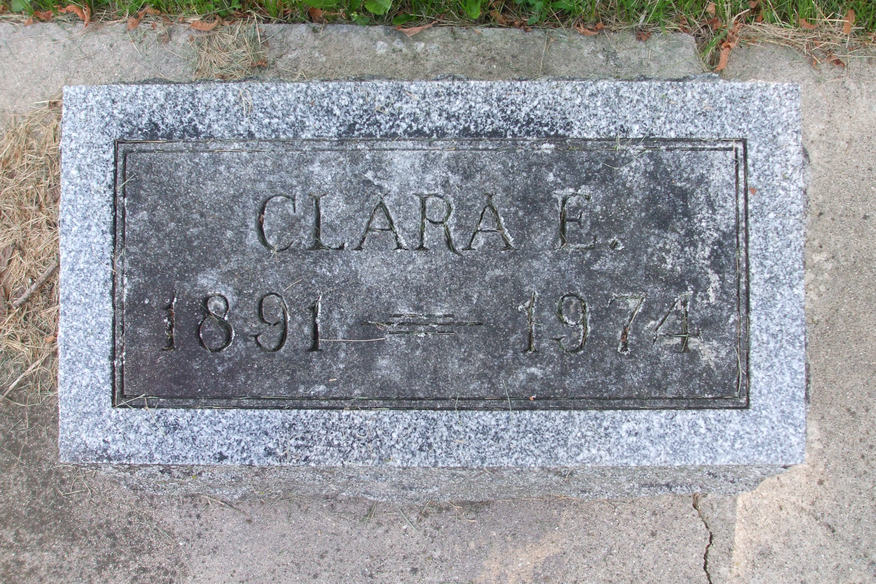 CLARA E.
1891 = 1974